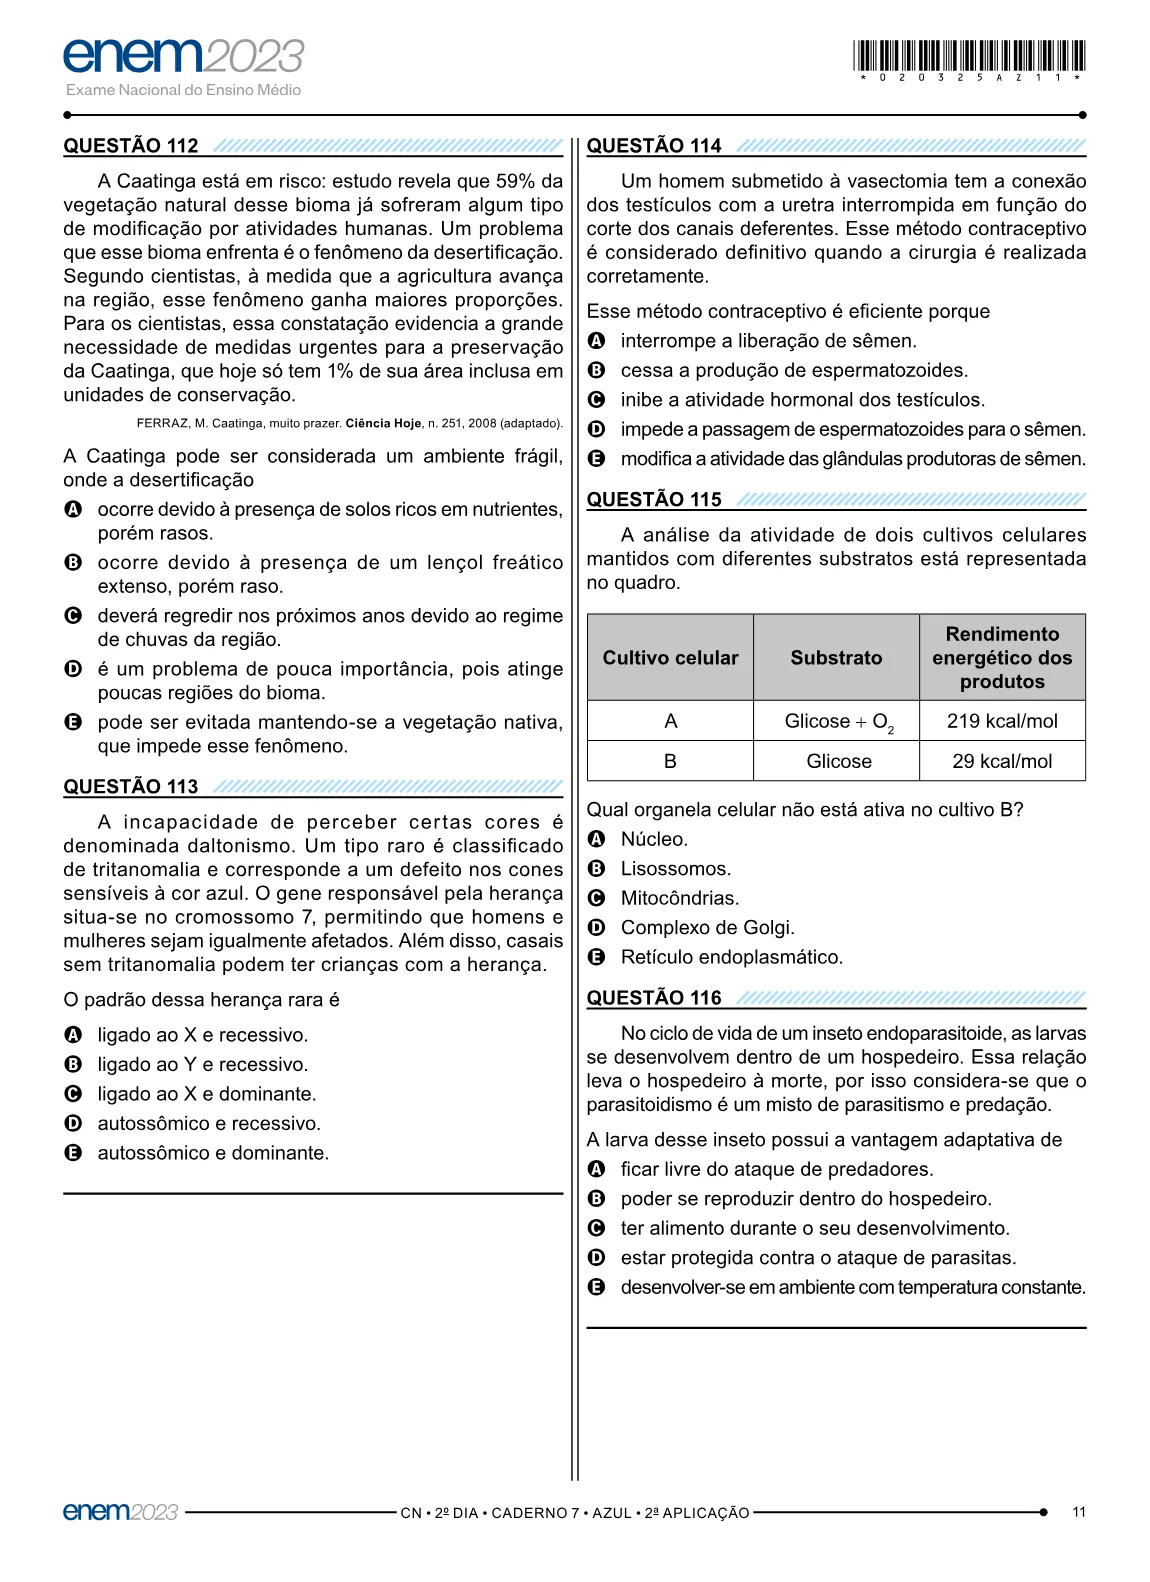 enem2023
Exame Nacional do Ensino Médio
*020325AZ11*
QUESTÃO 112
A Caatinga está em risco: estudo revela que 59% da
vegetação natural desse bioma já sofreram algum tipo
de modificação por atividades humanas. Um problema
que esse bioma enfrenta é o fenômeno da desertificação.
Segundo cientistas, à medida que a agricultura avança
na região, esse fenômeno ganha maiores proporções.
Para os cientistas, essa constatação evidencia a grande
necessidade de medidas urgentes para a preservação
da Caatinga, que hoje só tem 1% de sua área inclusa em
unidades de conservação.
FERRAZ, M. Caatinga, muito prazer. Ciência Hoje, n. 251, 2008 (adaptado).
A Caatinga pode ser considerada um ambiente frágil,
onde a desertificação
A ocorre devido à presença de solos ricos em nutrientes,
porém rasos.
B ocorre devido à presença de um lençol freático
extenso, porém raso.
C deverá regredir nos próximos anos devido ao regime
de chuvas da região.
D é um problema de pouca importância, pois atinge
poucas regiões do bioma.
E pode ser evitada mantendo-se a vegetação nativa,
que impede esse fenômeno.
QUESTÃO 113
A incapacidade de perceber certas cores é
denominada daltonismo. Um tipo raro é classificado
de tritanomalia e corresponde a um defeito nos cones
sensíveis à cor azul. O gene responsável pela herança
situa-se no cromossomo 7, permitindo que homens e
mulheres sejam igualmente afetados. Além disso, casais
sem tritanomalia podem ter crianças com a herança.
O padrão dessa herança rara é
A ligado ao X e recessivo.
B ligado ao Y e recessivo.
C ligado ao X e dominante.
D autossômico e recessivo.
E autossômico e dominante.
QUESTÃO 114
Um homem submetido à vasectomia tem a conexão
dos testículos com a uretra interrompida em função do
corte dos canais deferentes. Esse método contraceptivo
é considerado definitivo quando a cirurgia é realizada
corretamente.
Esse método contraceptivo é eficiente porque
A interrompe a liberação de sêmen.
B cessa a produção de espermatozoides.
C inibe a atividade hormonal dos testículos.
D impede a passagem de espermatozoides para o sêmen.
E modifica a atividade das glândulas produtoras de sêmen.
QUESTÃO 115
A análise da atividade de dois cultivos celulares
mantidos com diferentes substratos está representada
no quadro.
Cultivo celular Substrato Rendimento energético dos produtos
A Glicose + O2 219 kcal/mol
B Glicose 29 kcal/mol
Qual organela celular não está ativa no cultivo B?
A Núcleo.
B Lisossomos.
C Mitocôndrias.
D Complexo de Golgi.
E Retículo endoplasmático.
QUESTÃO 116
No ciclo de vida de um inseto endoparasitoide, as larvas
se desenvolvem dentro de um hospedeiro. Essa relação
leva o hospedeiro à morte, por isso considera-se que o
parasitoidismo é um misto de parasitismo e predação.
A larva desse inseto possui a vantagem adaptativa de
A ficar livre do ataque de predadores.
B poder se reproduzir dentro do hospedeiro.
C ter alimento durante o seu desenvolvimento.
D estar protegida contra o ataque de parasitas.
E desenvolver-se em ambiente com temperatura constante.
enem2023 CN • 2º DIA • CADERNO 7 • AZUL • 2ª APLICAÇÃO 11